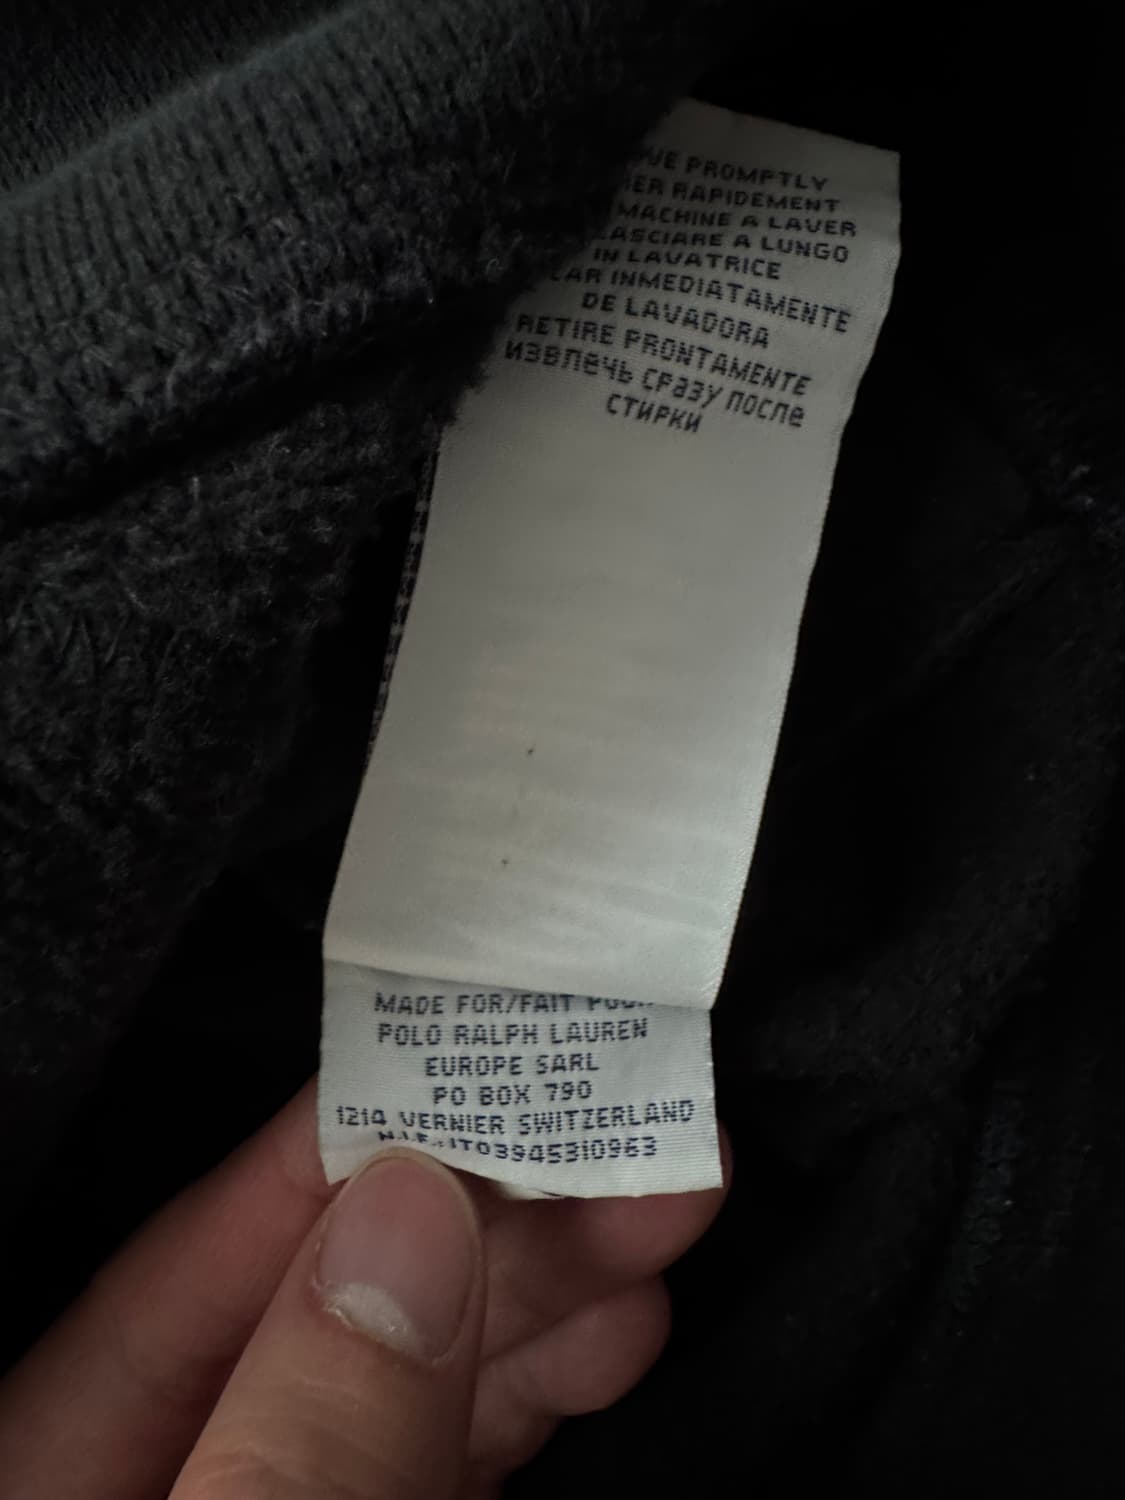 PROMPTLY
RAPIDEMENT
MACHINE A LAVER
A LUNGO
IN LAVATRICE
INMEDIATAMENTE
DE LAVADORA
RETIRE PRONTAMENTE
ИЗВЛЕЧЬ СРАЗУ ПОСЛЕ
СТИРКИ
MADE FOR/FAIT POUR
POLO RALPH LAUREN
EUROPE SARL
PO BOX 790
1214 VERNIER SWITZERLAND
N.I.F.:IT03945310963